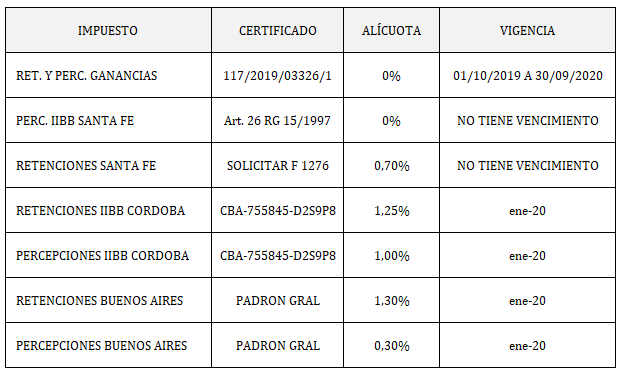 IMPUESTO CERTIFICADO ALÍCUOTA VIGENCIA
RET. Y PERC. GANANCIAS 117/2019/03326/1 0% 01/10/2019 A 30/09/2020
PERC. IIBB SANTA FE Art. 26 RG 15/1997 0% NO TIENE VENCIMIENTO
RETENCIONES SANTA FE SOLICITAR F 1276 0,70% NO TIENE VENCIMIENTO
RETENCIONES IIBB CORDOBA CBA-755845-D2S9P8 1,25% ene-20
PERCEPCIONES IIBB CORDOBA CBA-755845-D2S9P8 1,00% ene-20
RETENCIONES BUENOS AIRES PADRON GRAL 1,30% ene-20
PERCEPCIONES BUENOS AIRES PADRON GRAL 0,30% ene-20